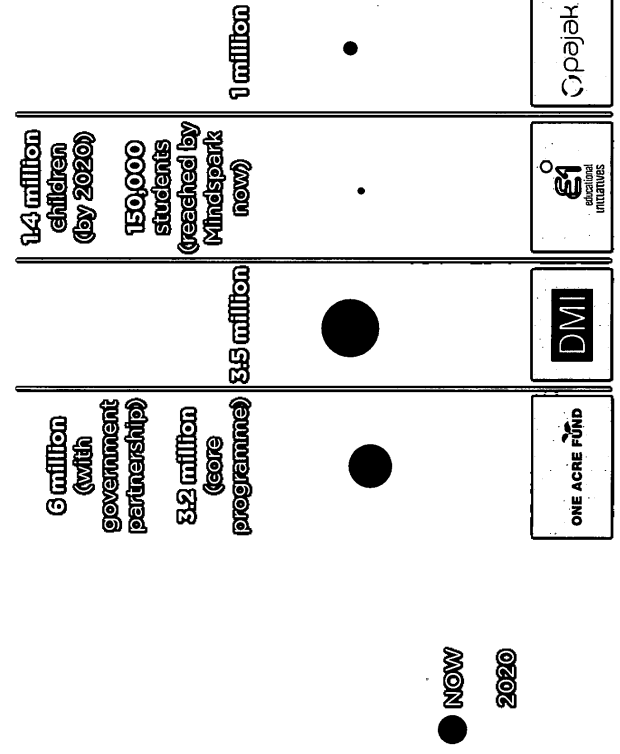 NOW
2020
6 million
(with
government
partnership)
3.2 million
(core
programme)
ONE ACRE FUND
3.5 million
DMI
1.4 million
children
(by 2020)
150,000
students
(reached by
Mindspark
now)
Ei
educational
initiatives
1 million
pajak